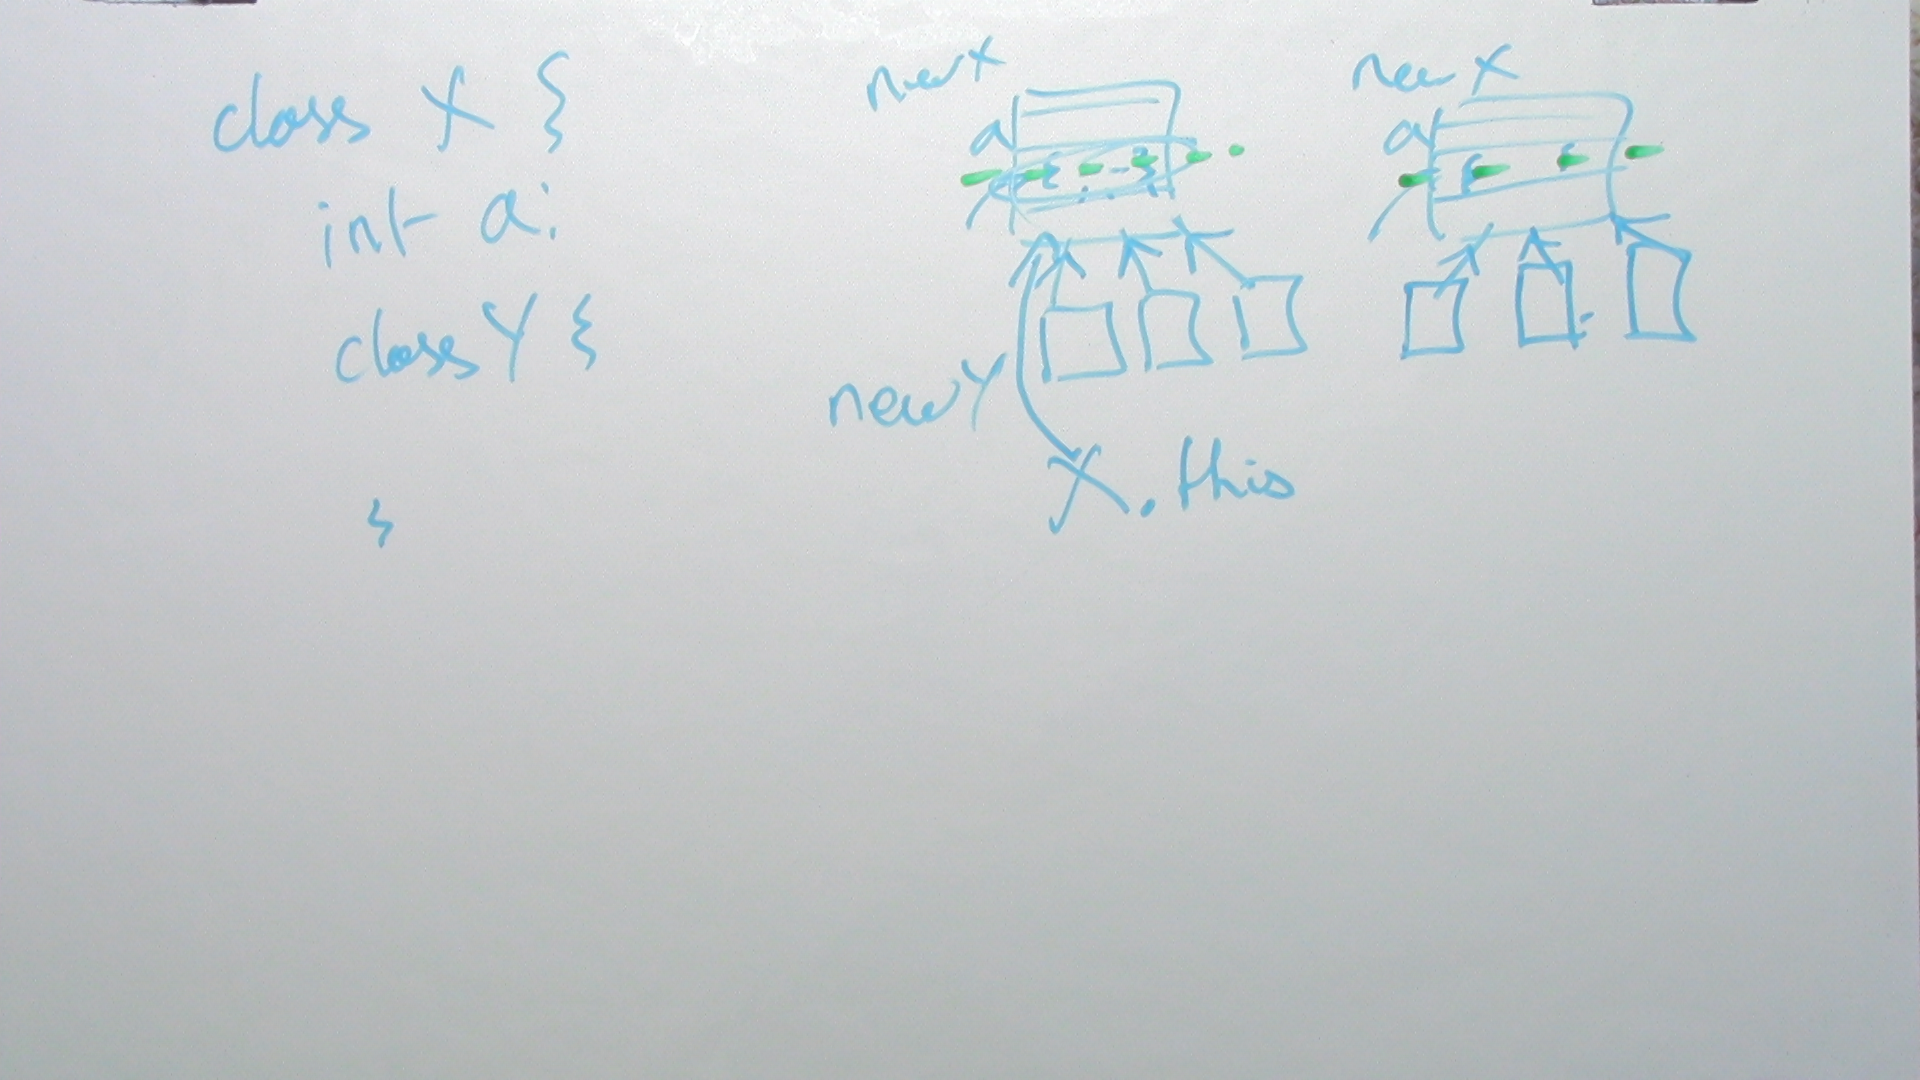 class X {
int a;
class Y {
}
new X
a
new Y
X.this
new X
a